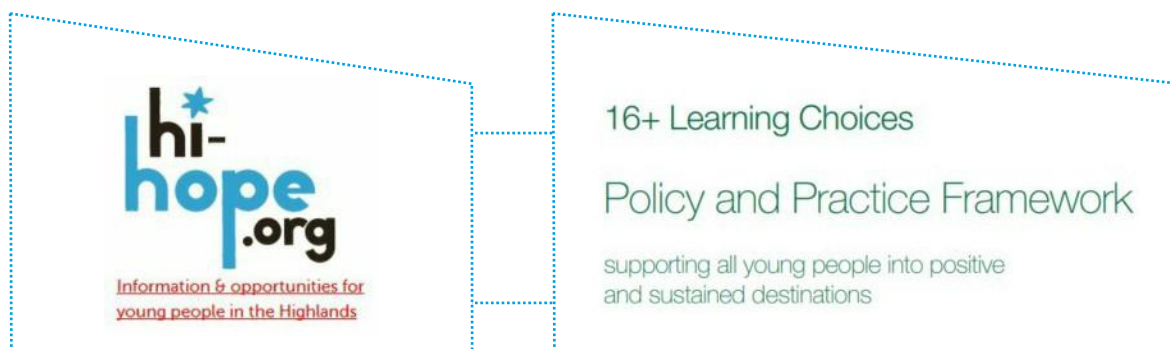 hi-
hope
.org
Information & opportunities for
young people in the Highlands
16+ Learning Choices
Policy and Practice Framework
supporting all young people into positive
and sustained destinations